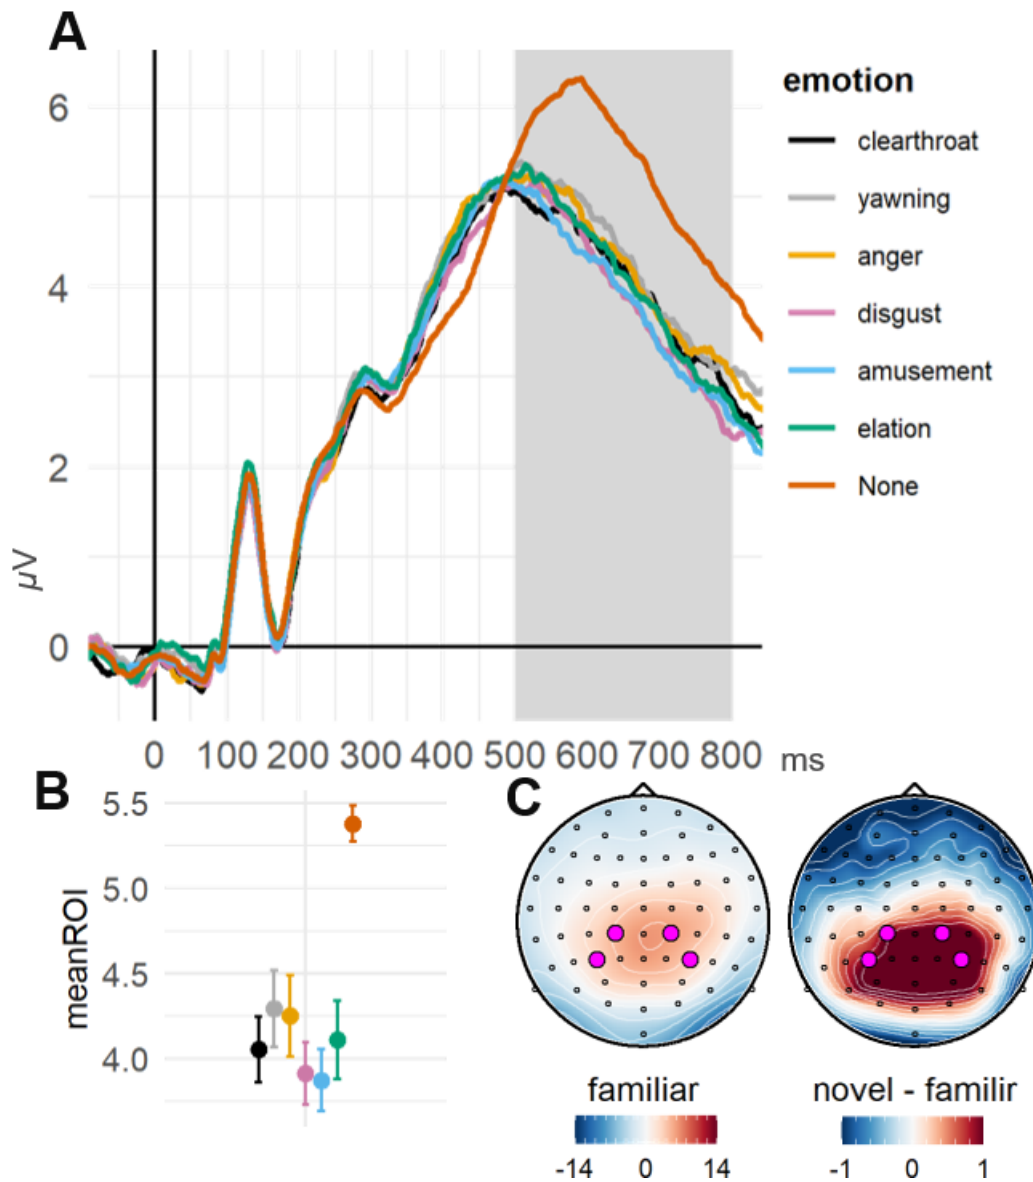 A
emotion
clearthroat
yawning
anger
disgust
amusement
elation
None
6
4
2
0
µV
0 100 200 300 400 500 600 700 800 ms
B
meanROI
5.5
5.0
4.5
4.0
C
familiar
-14 0 14
novel - familir
-1 0 1